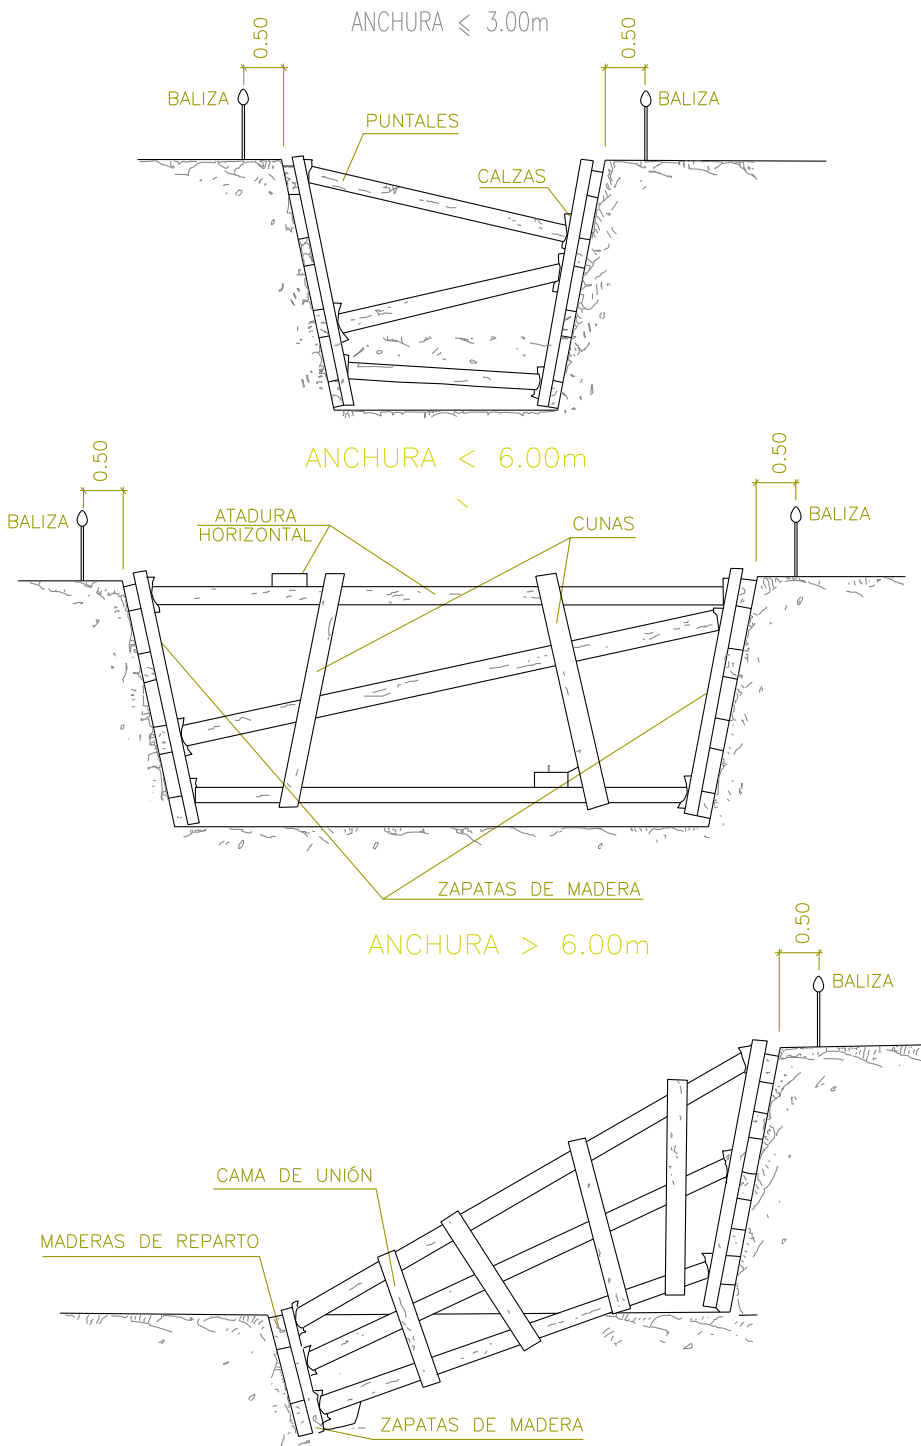 ANCHURA ⩽ 3.00m
0.50
0.50
BALIZA
BALIZA
PUNTALES
CALZAS
ANCHURA < 6.00m
0.50
0.50
BALIZA
ATADURA
HORIZONTAL
CUNAS
BALIZA
ZAPATAS DE MADERA
ANCHURA > 6.00m
0.50
BALIZA
CAMA DE UNIÓN
MADERAS DE REPARTO
ZAPATAS DE MADERA